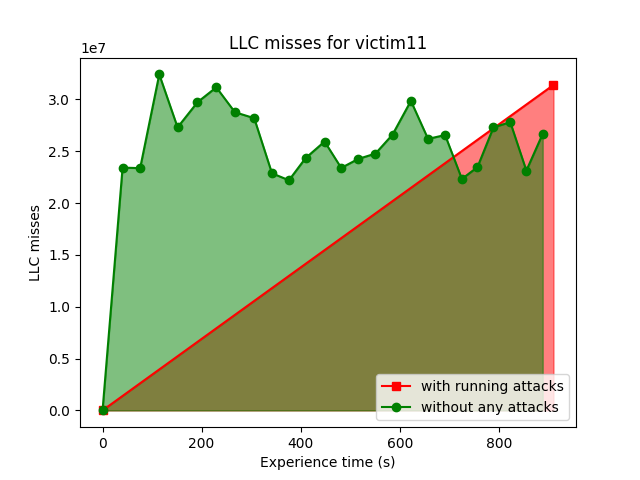 LLC misses for victim11
1e7
3.0
2.5
2.0
1.5
1.0
0.5
0.0
LLC misses
0 200 400 600 800
Experience time (s)
with running attacks
without any attacks